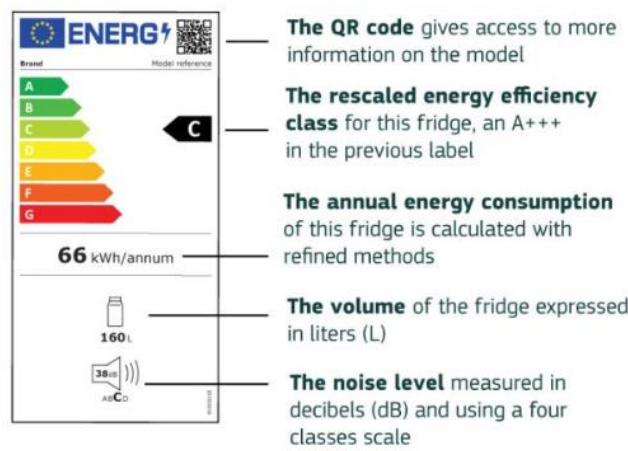 ENERG
Brand Model reference
A
B
C
D
E
F
G
C
66 kWh/annum
160 L
38dB
ABCD
The QR code gives access to more
information on the model
The rescaled energy efficiency
class for this fridge, an A+++
in the previous label
The annual energy consumption
of this fridge is calculated with
refined methods
The volume of the fridge expressed
in liters (L)
The noise level measured in
decibels (dB) and using a four
classes scale